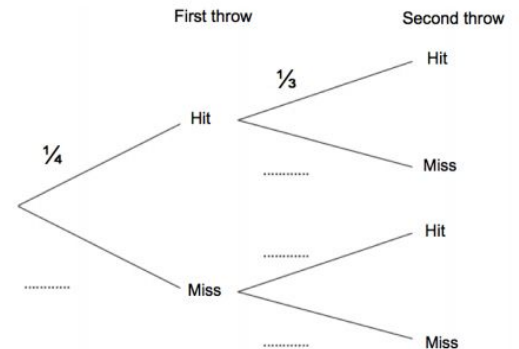 First throw
Second throw
Hit
⅓
Hit
¼
............
Miss
Hit
............
............
Miss
............
Miss